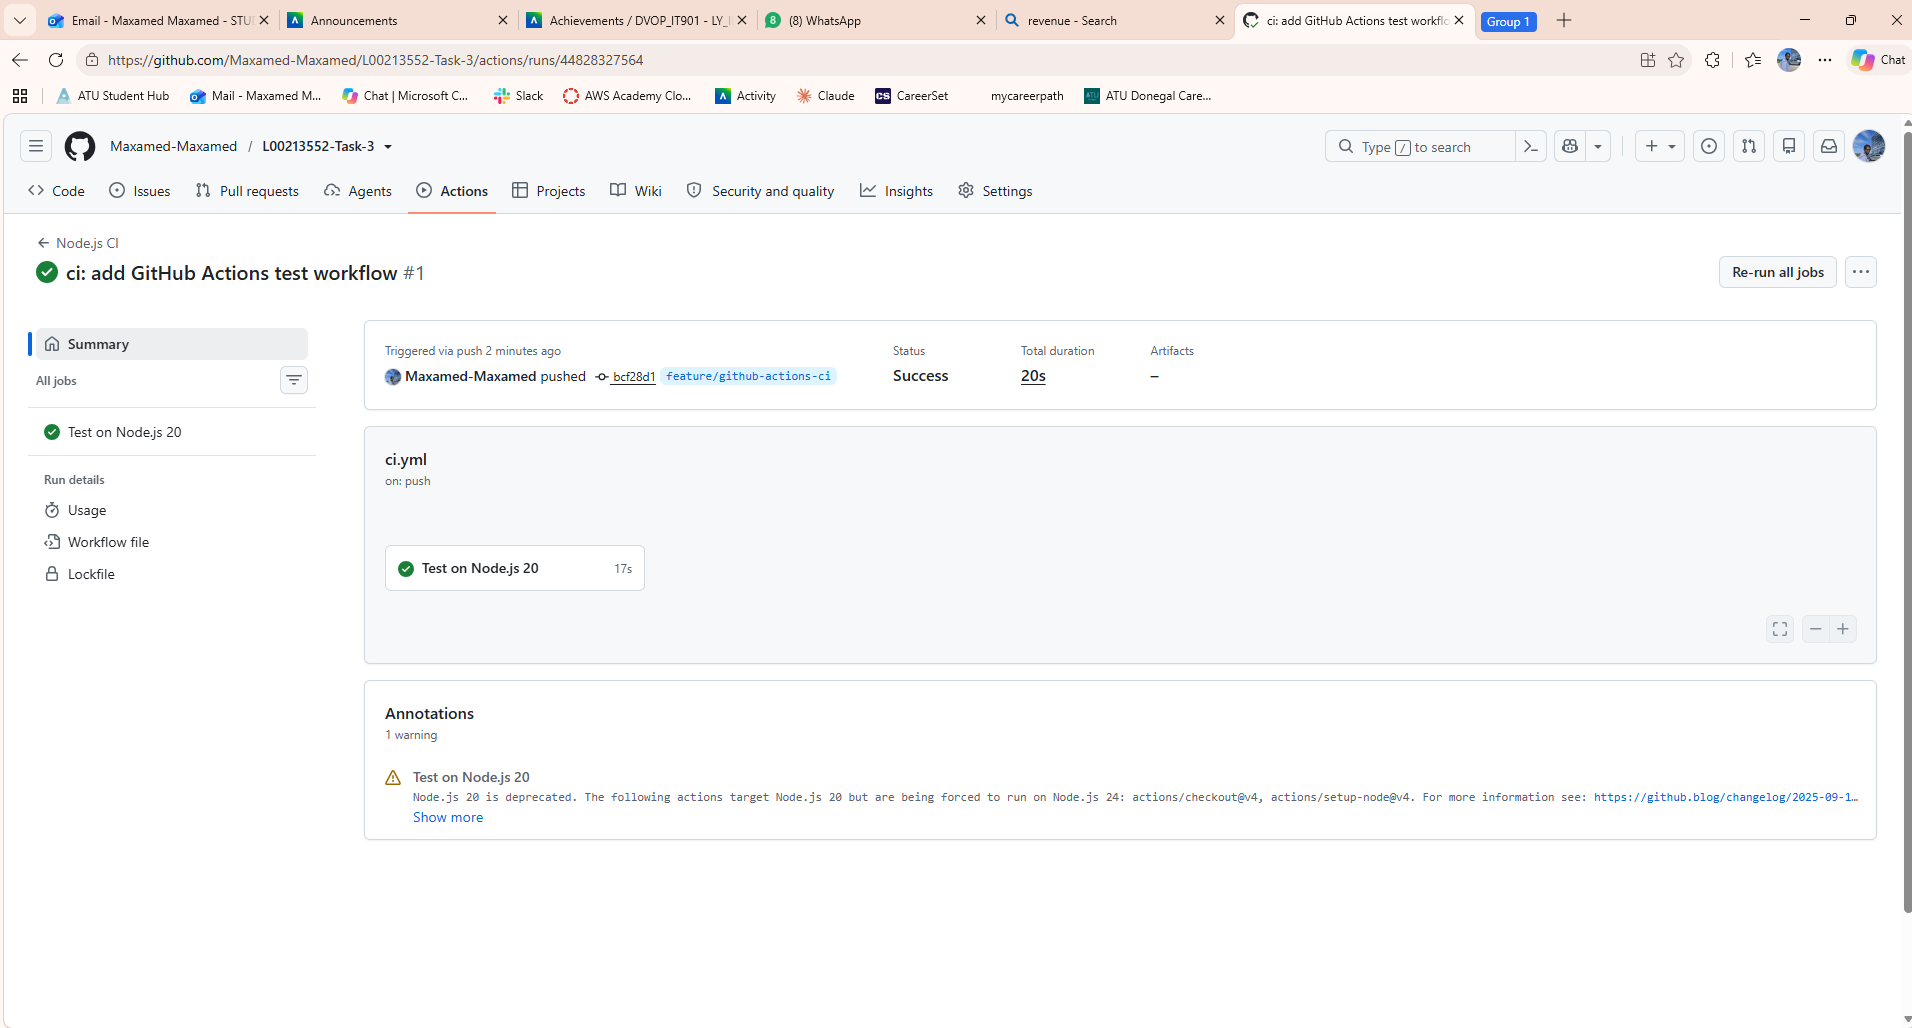 Email - Maxamed Maxamed - STU
Announcements
Achievements / DVOP_IT901 - LY_
8 (8) WhatsApp
revenue - Search
ci: add GitHub Actions test workflo
Group 1
https://github.com/Maxamed-Maxamed/L00213552-Task-3/actions/runs/44828327564
Chat
ATU Student Hub
Mail - Maxamed M...
Chat | Microsoft C...
Slack
AWS Academy Clo...
Activity
Claude
CS CareerSet
mycareerpath
ATU Donegal Care...
Maxamed-Maxamed / L00213552-Task-3
Type / to search
Code
Issues
Pull requests
Agents
Actions
Projects
Wiki
Security and quality
Insights
Settings
Node.js CI
ci: add GitHub Actions test workflow #1
Re-run all jobs
Summary
All jobs
Test on Node.js 20
Run details
Usage
Workflow file
Lockfile
Triggered via push 2 minutes ago
Maxamed-Maxamed pushed bcf28d1 feature/github-actions-ci
Status
Success
Total duration
20s
Artifacts
–
ci.yml
on: push
Test on Node.js 20 17s
Annotations
1 warning
Test on Node.js 20
Node.js 20 is deprecated. The following actions target Node.js 20 but are being forced to run on Node.js 24: actions/checkout@v4, actions/setup-node@v4. For more information see: https://github.blog/changelog/2025-09-1…
Show more